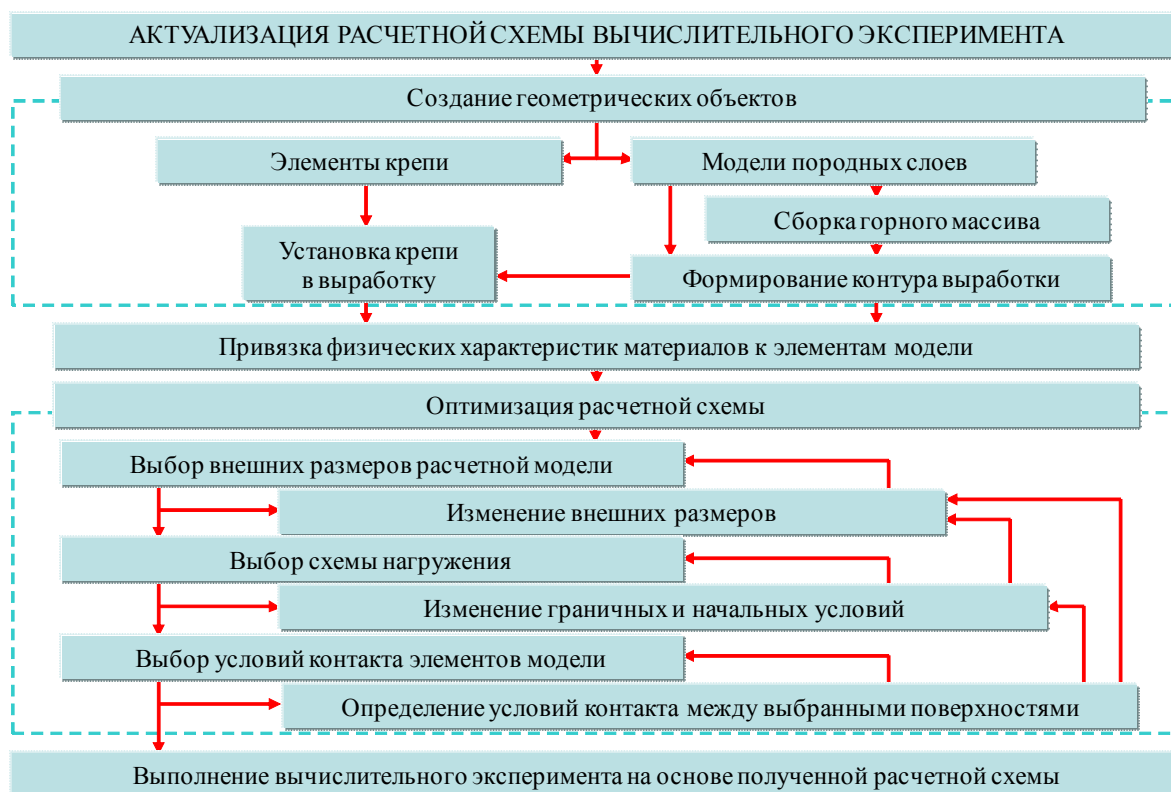 АКТУАЛИЗАЦИЯ РАСЧЕТНОЙ СХЕМЫ ВЫЧИСЛИТЕЛЬНОГО ЭКСПЕРИМЕНТА
Создание геометрических объектов
Элементы крепи
Модели породных слоев
Сборка горного массива
Установка крепи
в выработку
Формирование контура выработки
Привязка физических характеристик материалов к элементам модели
Оптимизация расчетной схемы
Выбор внешних размеров расчетной модели
Изменение внешних размеров
Выбор схемы нагружения
Изменение граничных и начальных условий
Выбор условий контакта элементов модели
Определение условий контакта между выбранными поверхностями
Выполнение вычислительного эксперимента на основе полученной расчетной схемы